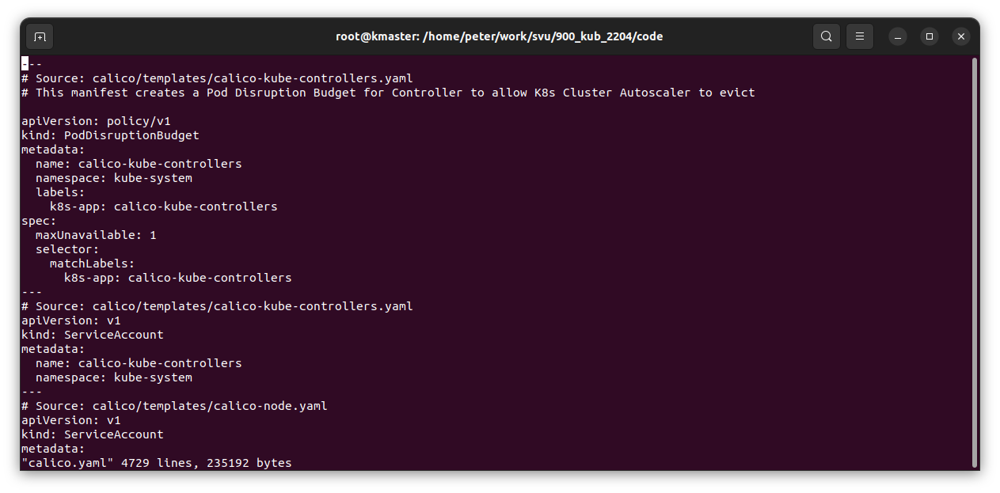 root@kmaster: /home/peter/work/svu/900_kub_2204/code
---
# Source: calico/templates/calico-kube-controllers.yaml
# This manifest creates a Pod Disruption Budget for Controller to allow K8s Cluster Autoscaler to evict

apiVersion: policy/v1
kind: PodDisruptionBudget
metadata:
  name: calico-kube-controllers
  namespace: kube-system
  labels:
    k8s-app: calico-kube-controllers
spec:
  maxUnavailable: 1
  selector:
    matchLabels:
      k8s-app: calico-kube-controllers
---
# Source: calico/templates/calico-kube-controllers.yaml
apiVersion: v1
kind: ServiceAccount
metadata:
  name: calico-kube-controllers
  namespace: kube-system
---
# Source: calico/templates/calico-node.yaml
apiVersion: v1
kind: ServiceAccount
metadata:
"calico.yaml" 4729 lines, 235192 bytes